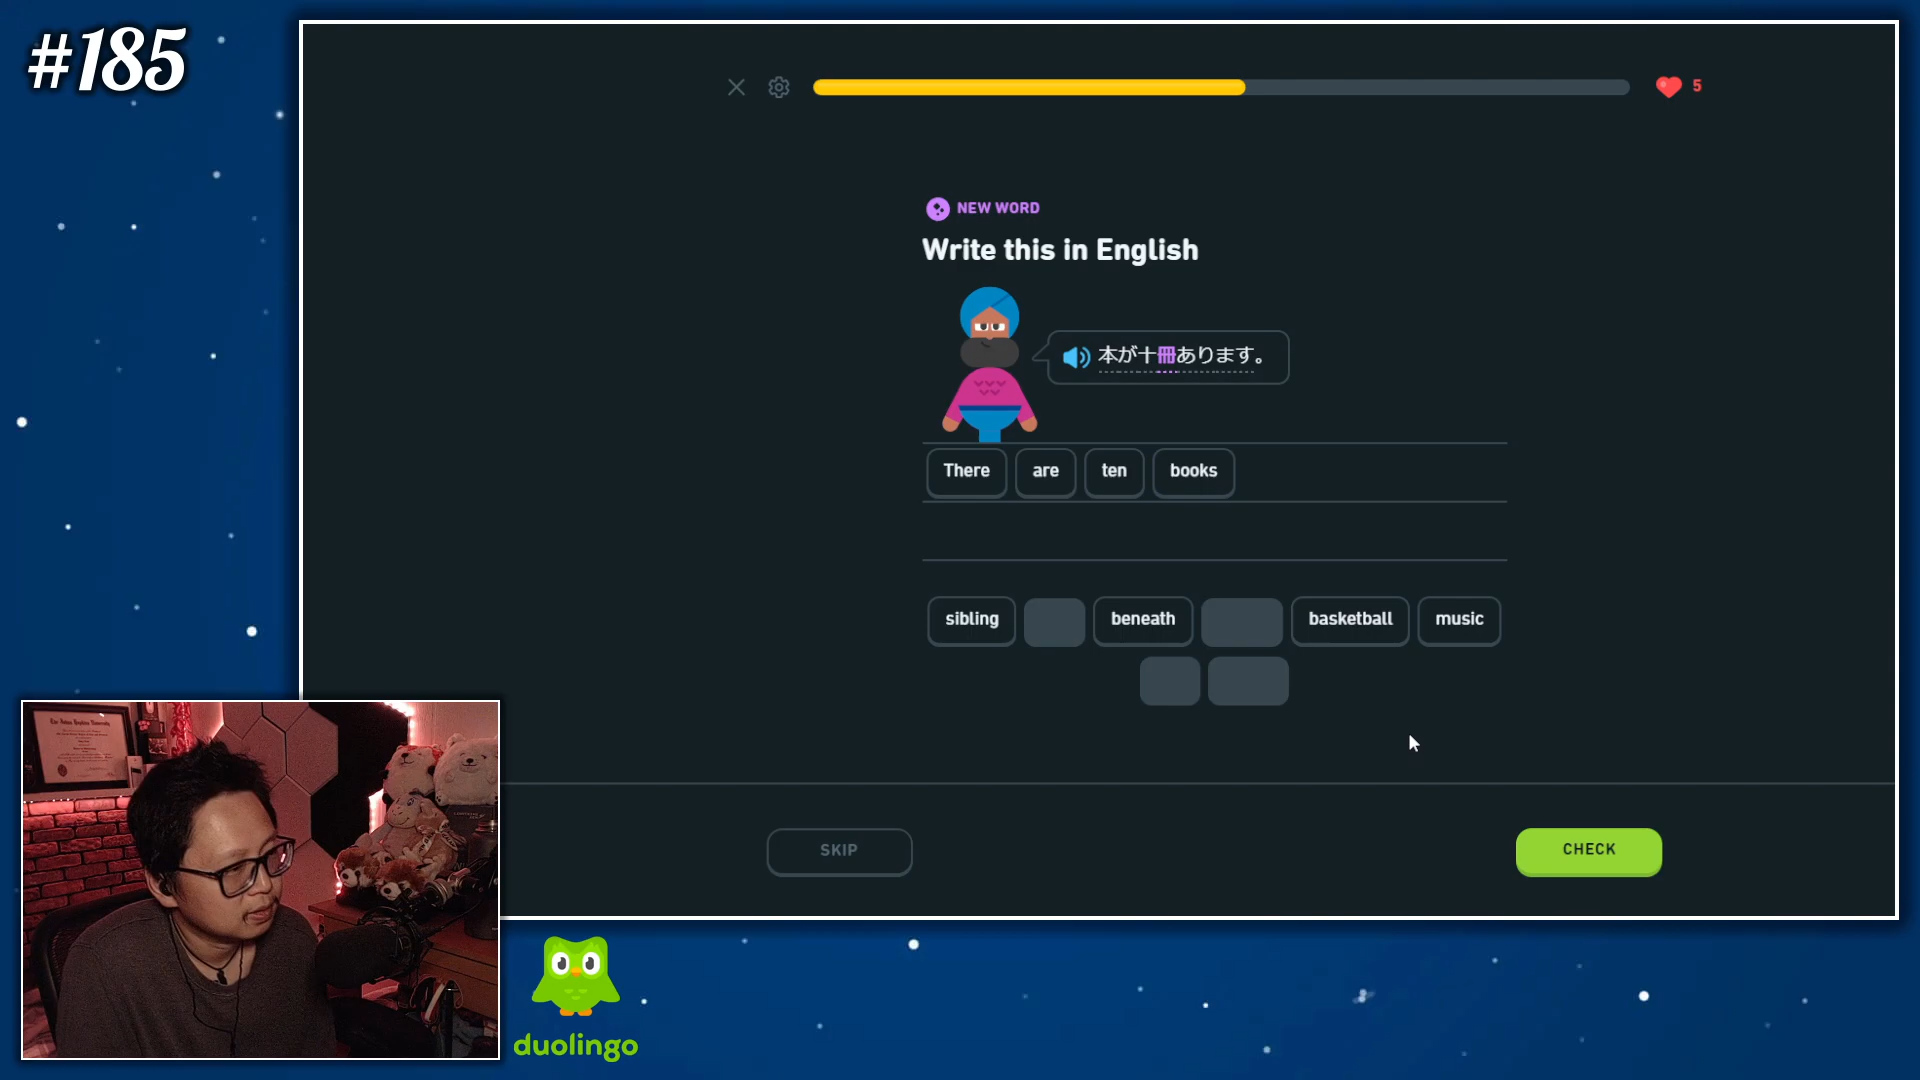 #185
5
NEW WORD
Write this in English
本が十冊あります。
There are ten books
sibling beneath basketball music
SKIP
CHECK
duolingo